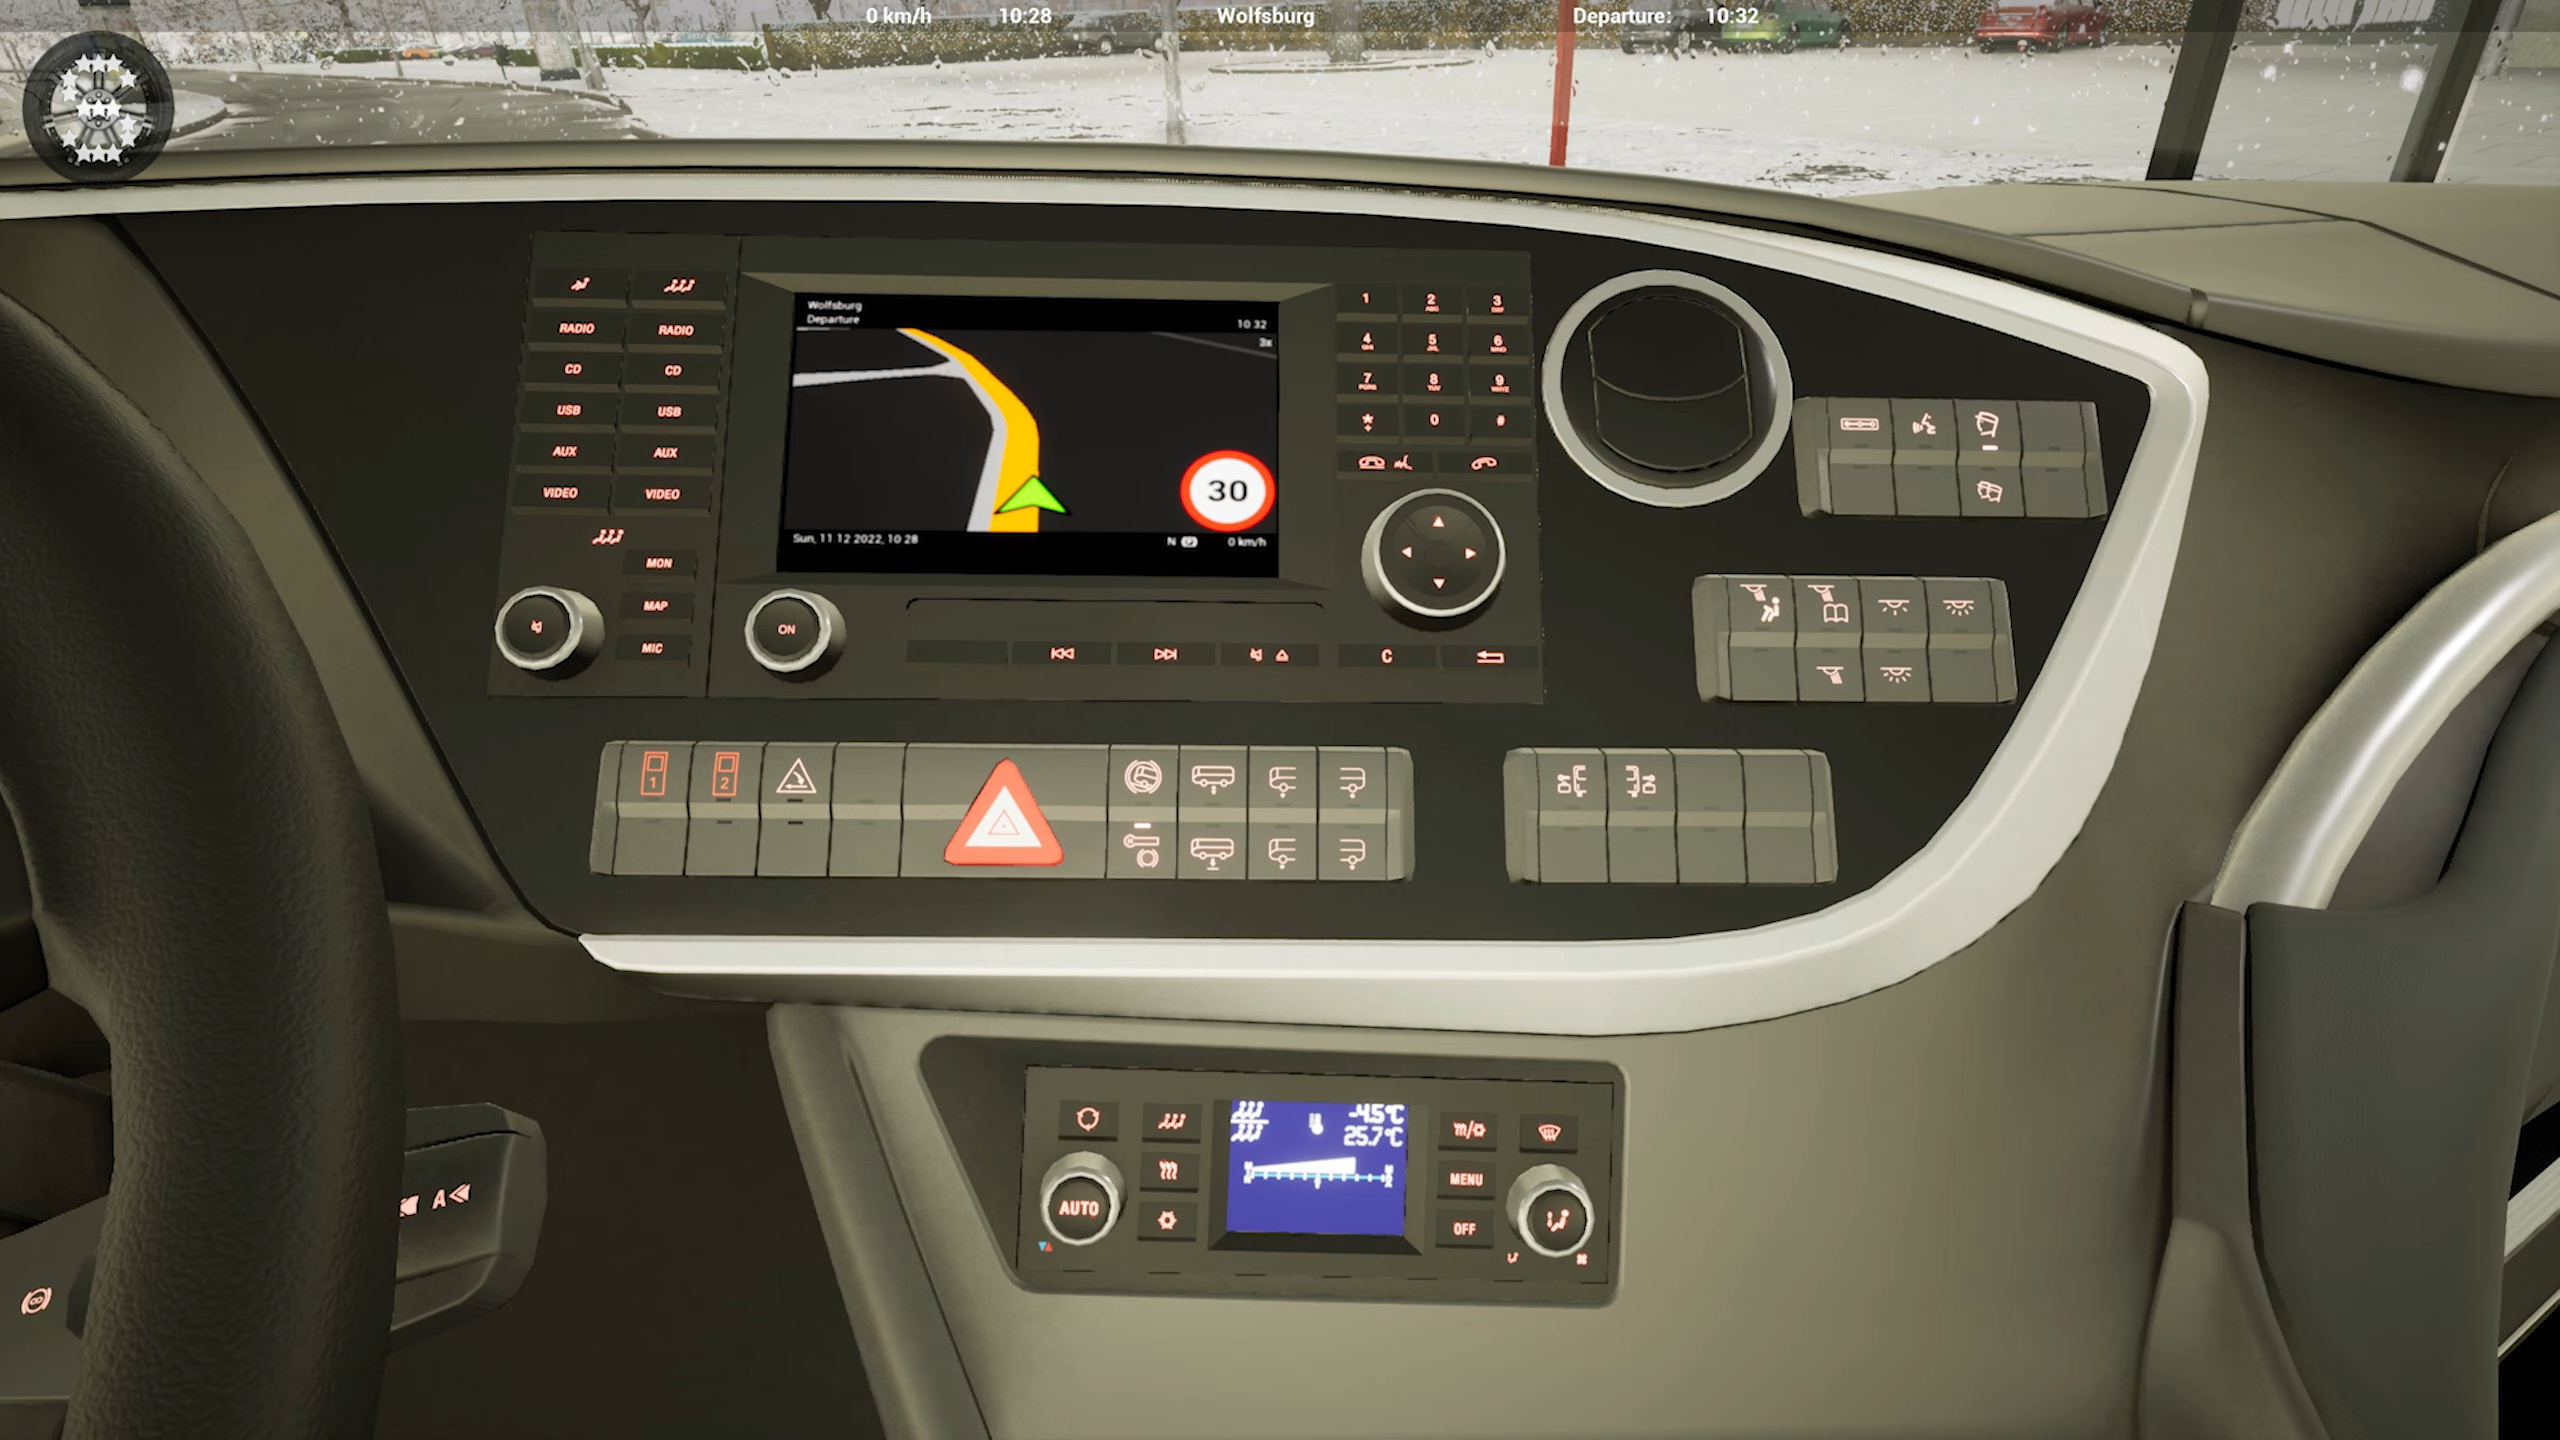 0 km/h 10:28 Wolfsburg Departure: 10:32
Wolfsburg
Departure 10:32
3x
30
Sun, 11 12 2022, 10 28 N 0 km/h
RADIO RADIO
CD CD
USB USB
AUX AUX
VIDEO VIDEO
MON
MAP
MIC
ON
1 2 3
ABC DEF
4 5 6
7 8 9
* 0 #
+
C
1 2
-4.5°C
25.7°C
AUTO
MENU
OFF
A